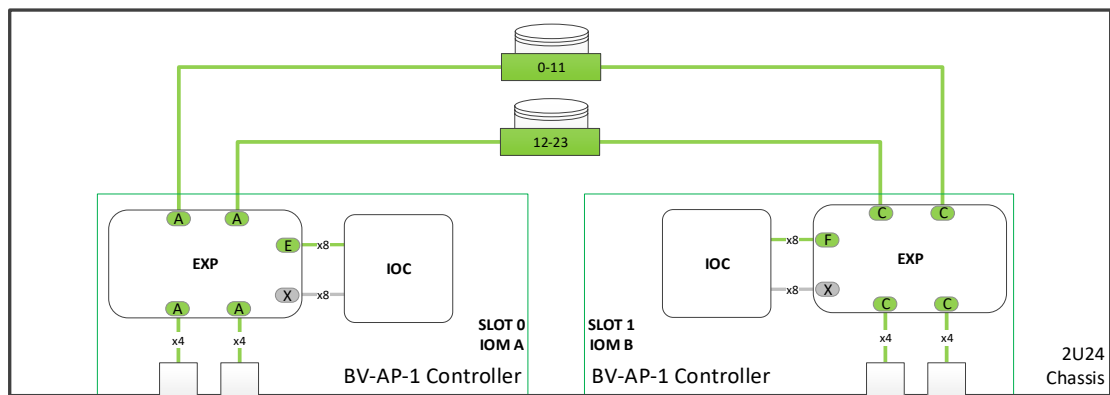 0-11
12-23
A A
E x8
EXP IOC
X x8
A A
x4 x4
SLOT 0
IOM A
BV-AP-1 Controller
C C
x8 F
IOC EXP
x8 X
C C
x4 x4
SLOT 1
IOM B
BV-AP-1 Controller
2U24
Chassis